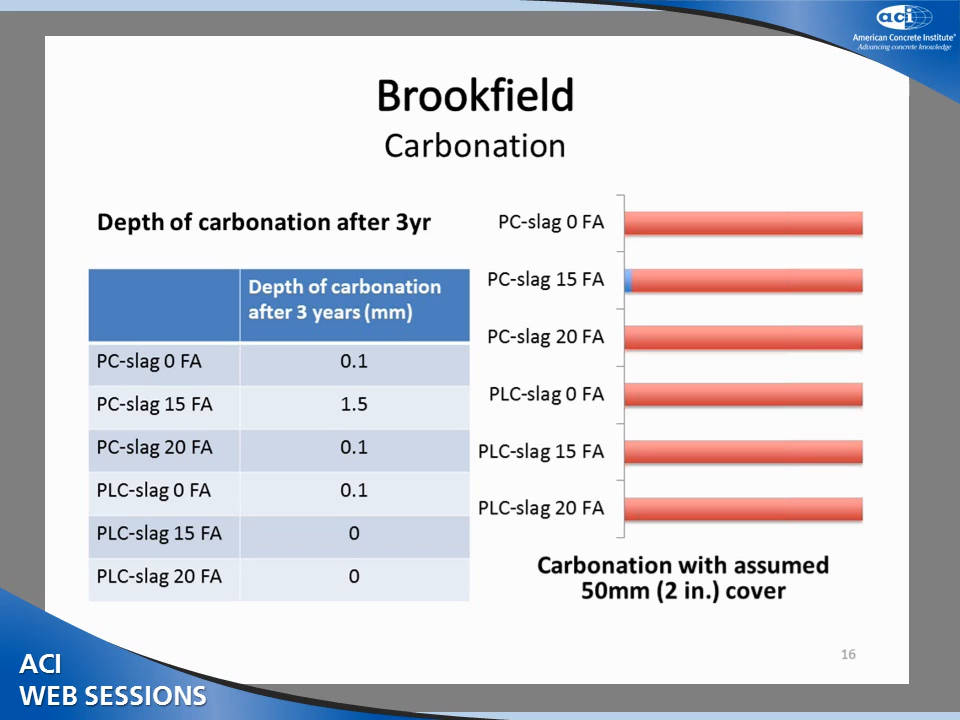 aci
American Concrete Institute®
Advancing concrete knowledge
Brookfield
Carbonation
Depth of carbonation after 3yr
Depth of carbonation
after 3 years (mm)
PC-slag 0 FA 0.1
PC-slag 15 FA 1.5
PC-slag 20 FA 0.1
PLC-slag 0 FA 0.1
PLC-slag 15 FA 0
PLC-slag 20 FA 0
PC-slag 0 FA
PC-slag 15 FA
PC-slag 20 FA
PLC-slag 0 FA
PLC-slag 15 FA
PLC-slag 20 FA
Carbonation with assumed
50mm (2 in.) cover
16
ACI
WEB SESSIONS